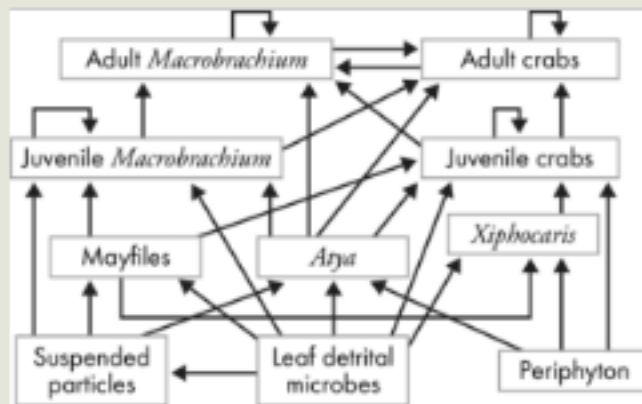 Adult Macrobrachium
Adult crabs
Juvenile Macrobrachium
Juvenile crabs
Mayfiles
Atya
Xiphocaris
Suspended
particles
Leaf detrital
microbes
Periphyton